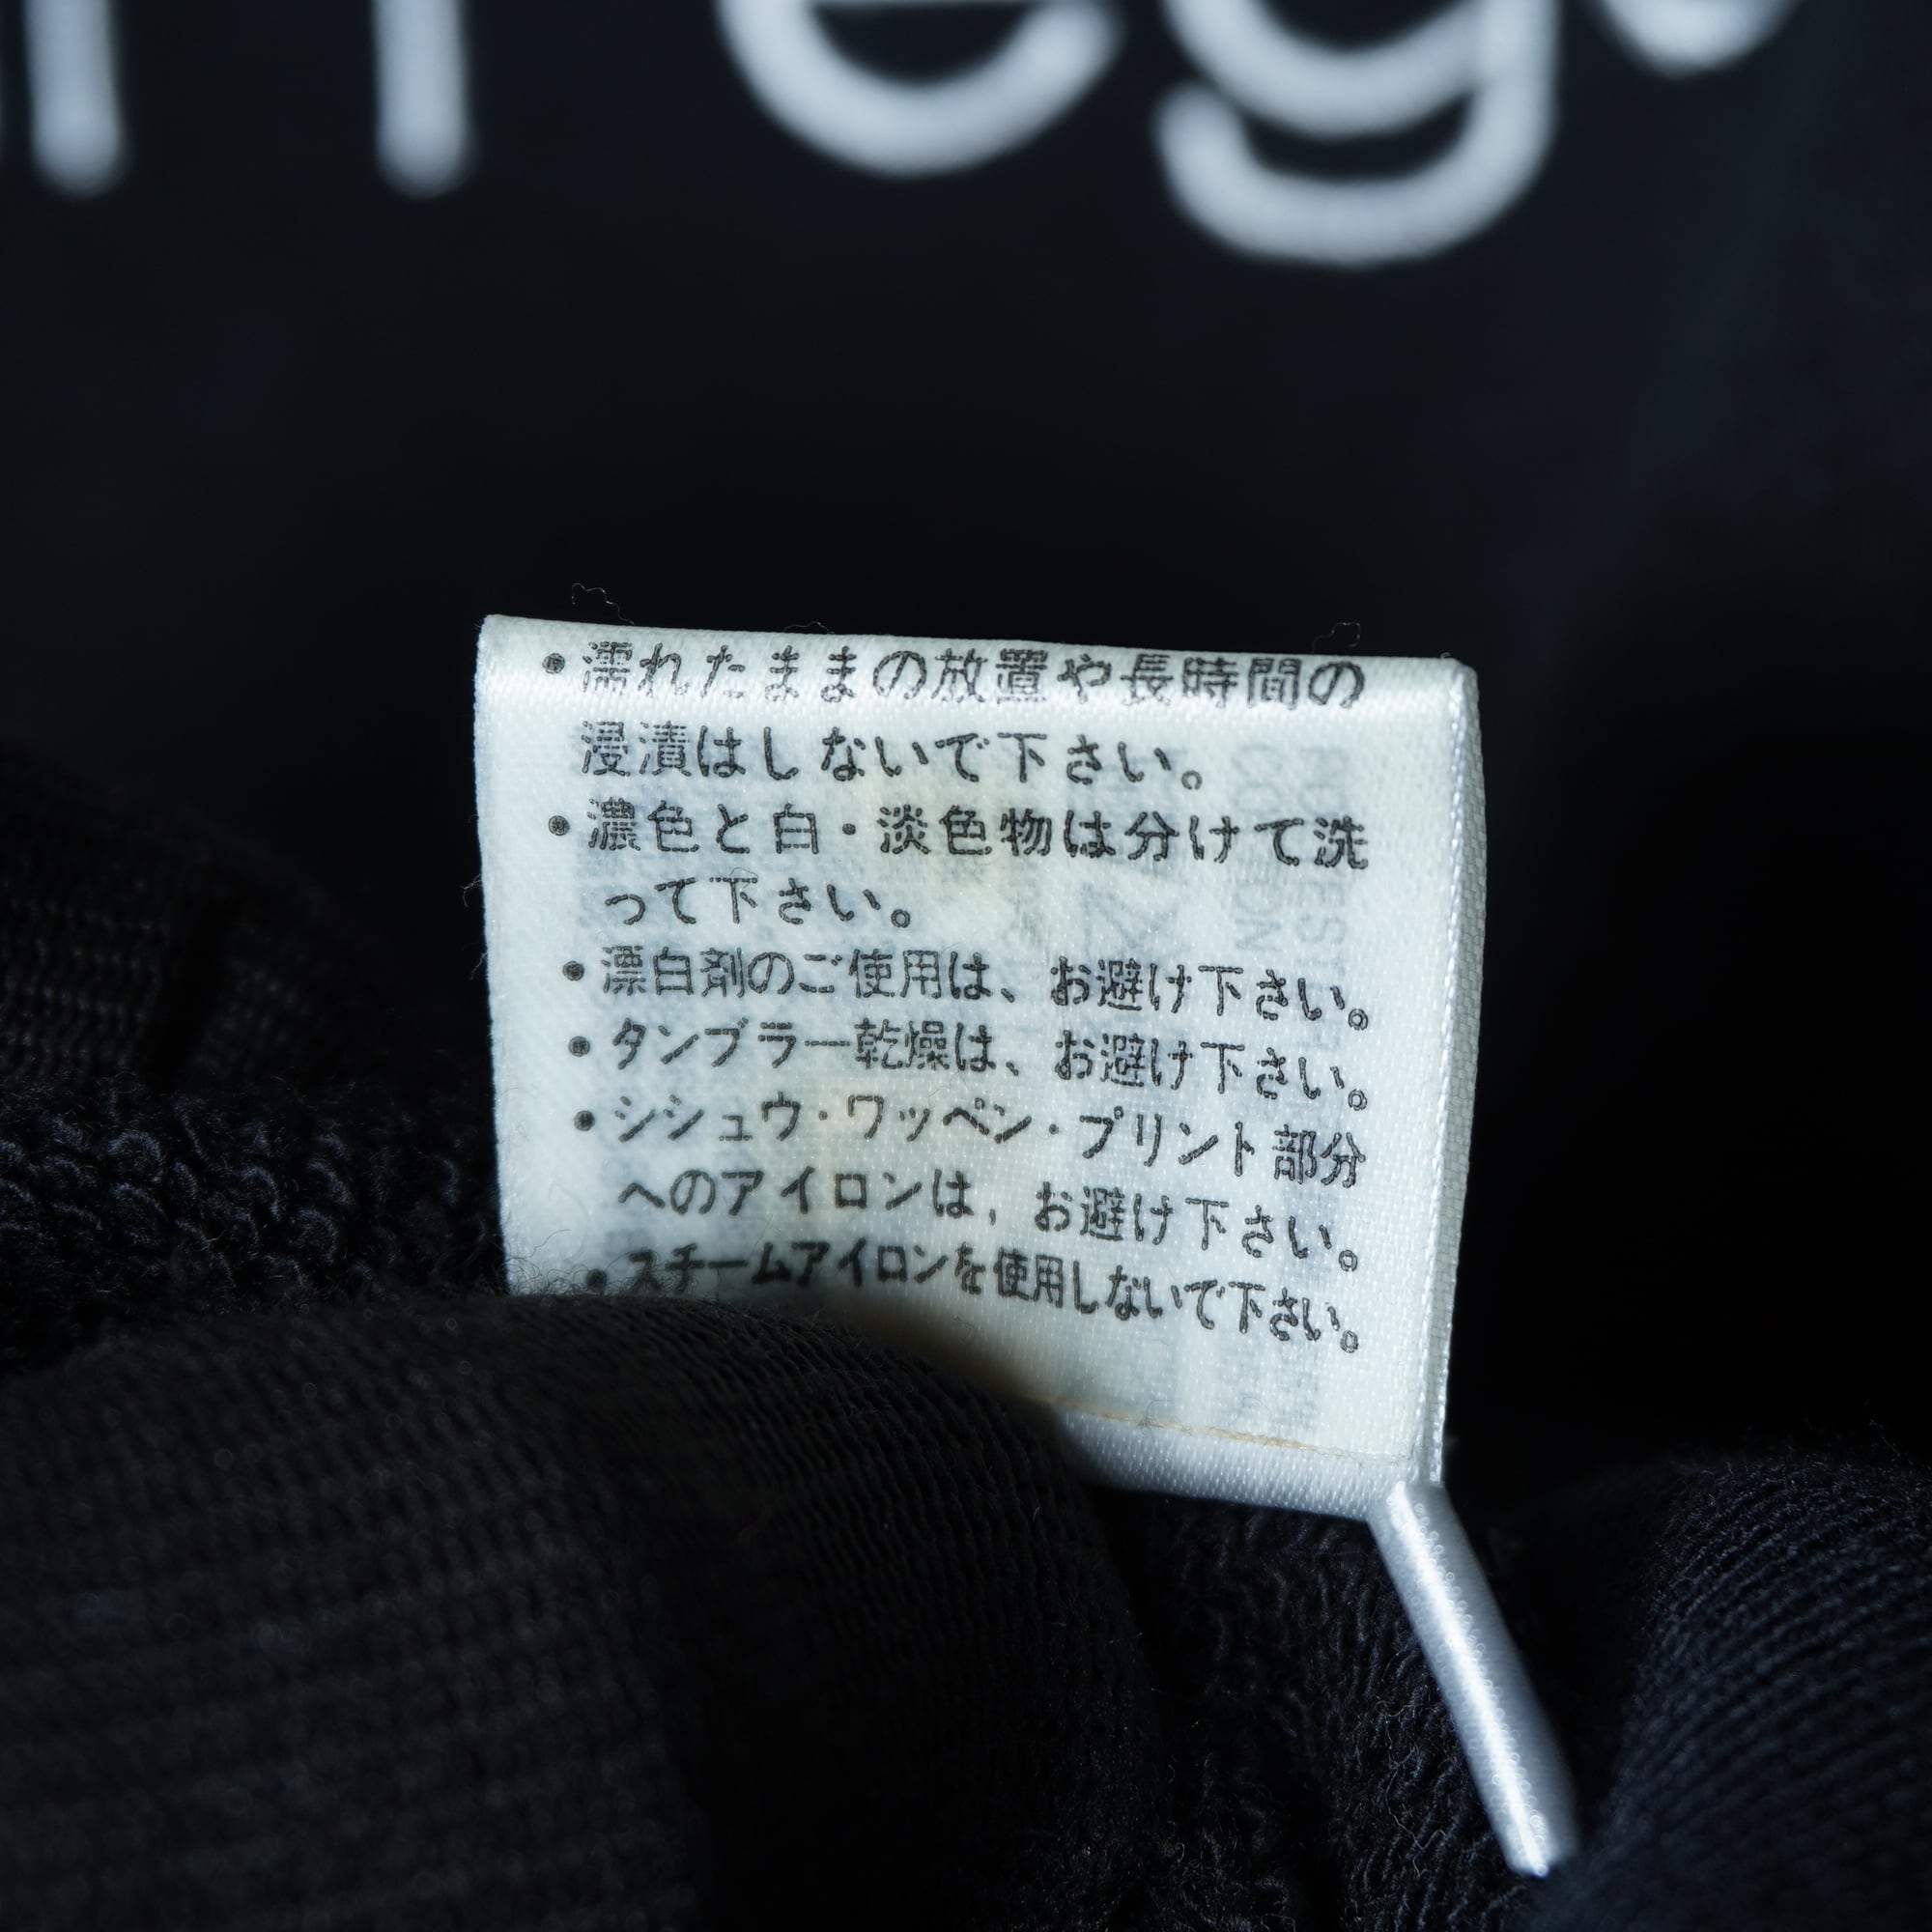 •濡れたままの放置や長時間の
浸漬はしないで下さい。
•濃色と白・淡色物は分けて洗
って下さい。
•漂白剤のご使用は、お避け下さい。
•タンブラー乾燥は、お避け下さい。
•シシュウ・ワッペン・プリント部分
へのアイロンは、お避け下さい。
•スチームアイロンを使用しないで下さい。